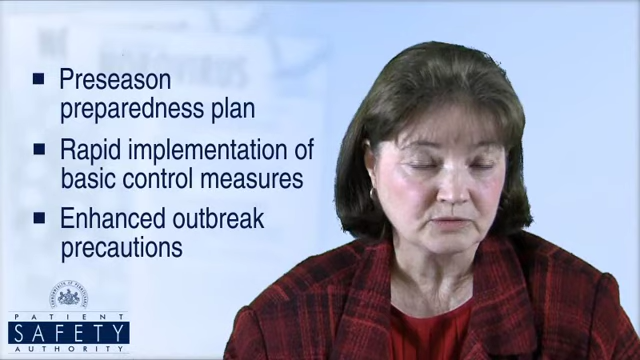 Preseason
preparedness plan
Rapid implementation of
basic control measures
Enhanced outbreak
precautions
PATIENT
SAFETY
AUTHORITY